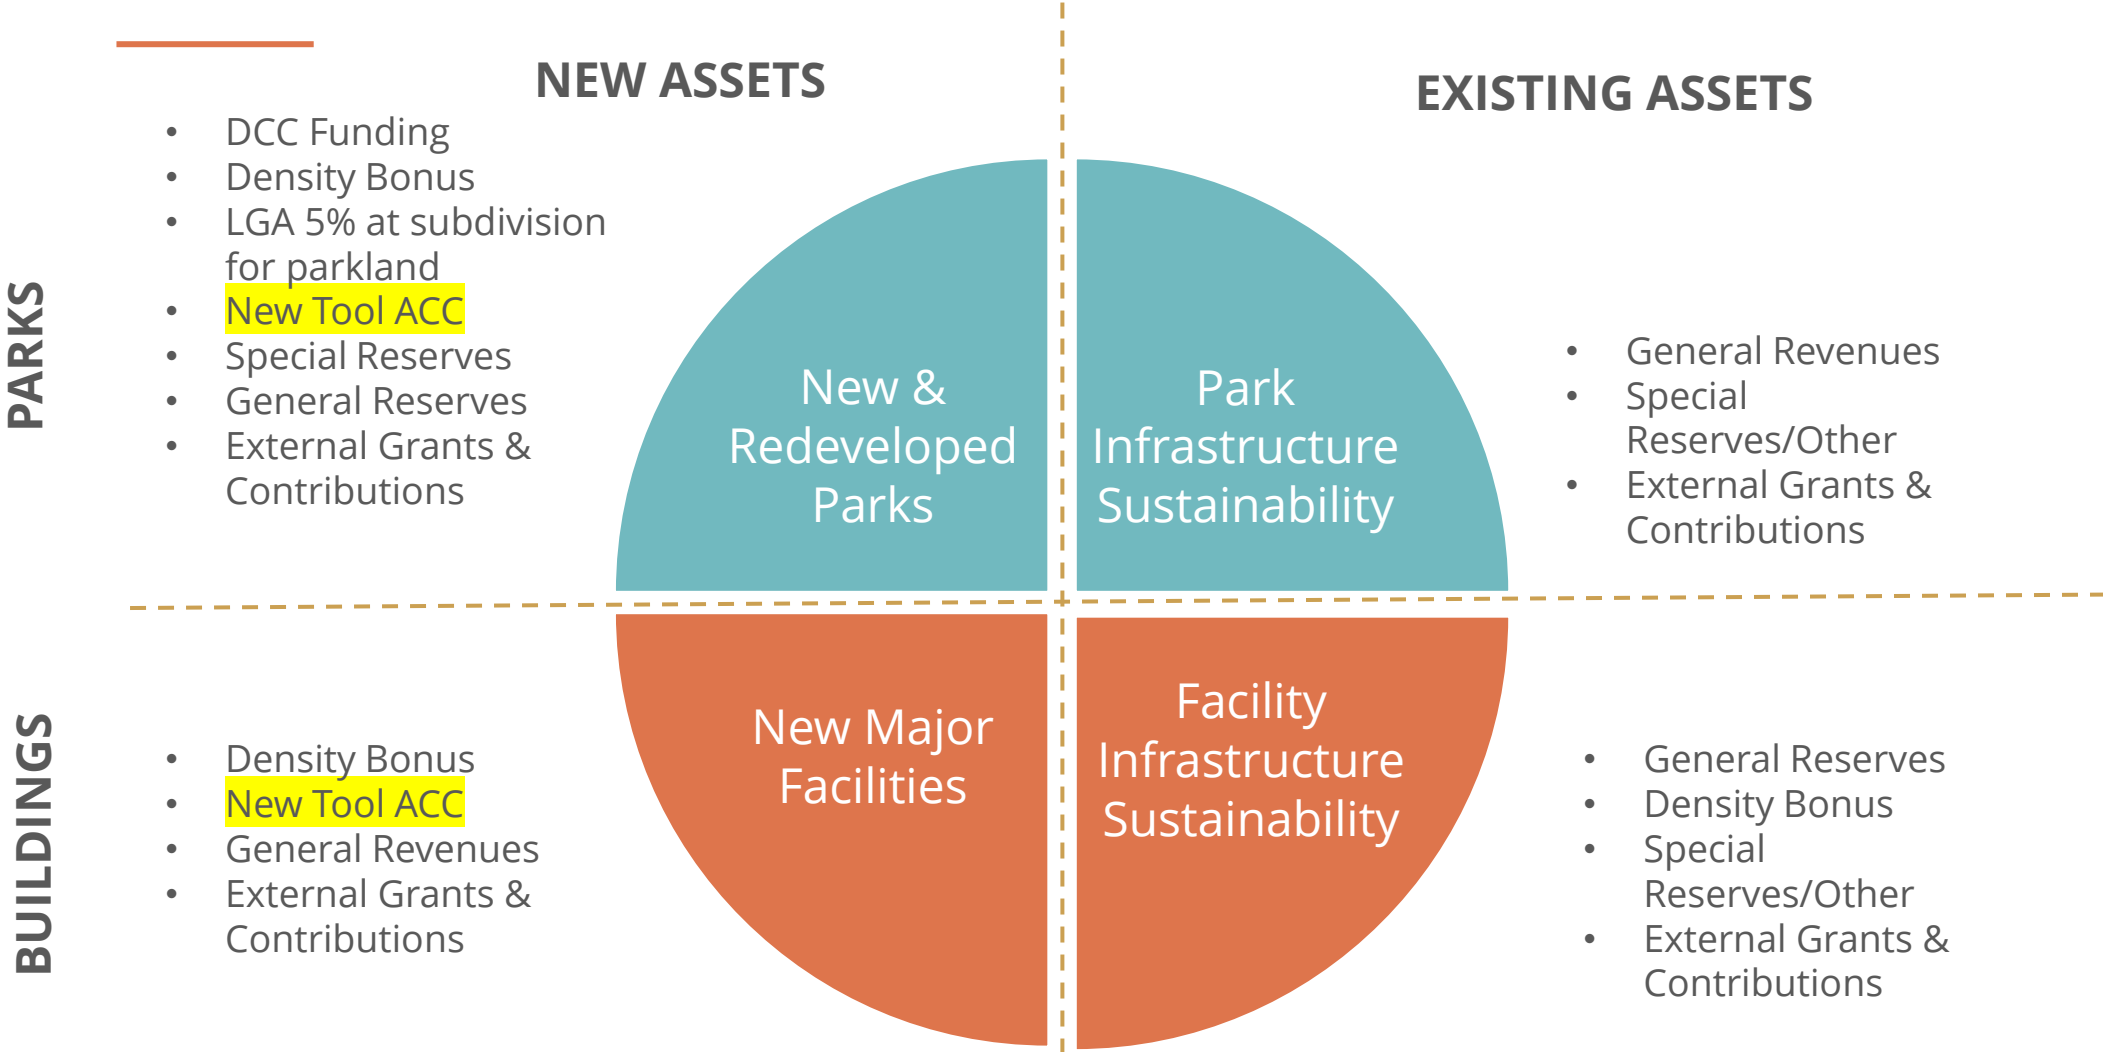 NEW ASSETS
EXISTING ASSETS
PARKS
• DCC Funding
• Density Bonus
• LGA 5% at subdivision
for parkland
• New Tool ACC
• Special Reserves
• General Reserves
• External Grants &
Contributions
New &
Redeveloped
Parks
Park
Infrastructure
Sustainability
• General Revenues
• Special
Reserves/Other
• External Grants &
Contributions
BUILDINGS
• Density Bonus
• New Tool ACC
• General Revenues
• External Grants &
Contributions
New Major
Facilities
Facility
Infrastructure
Sustainability
• General Reserves
• Density Bonus
• Special
Reserves/Other
• External Grants &
Contributions